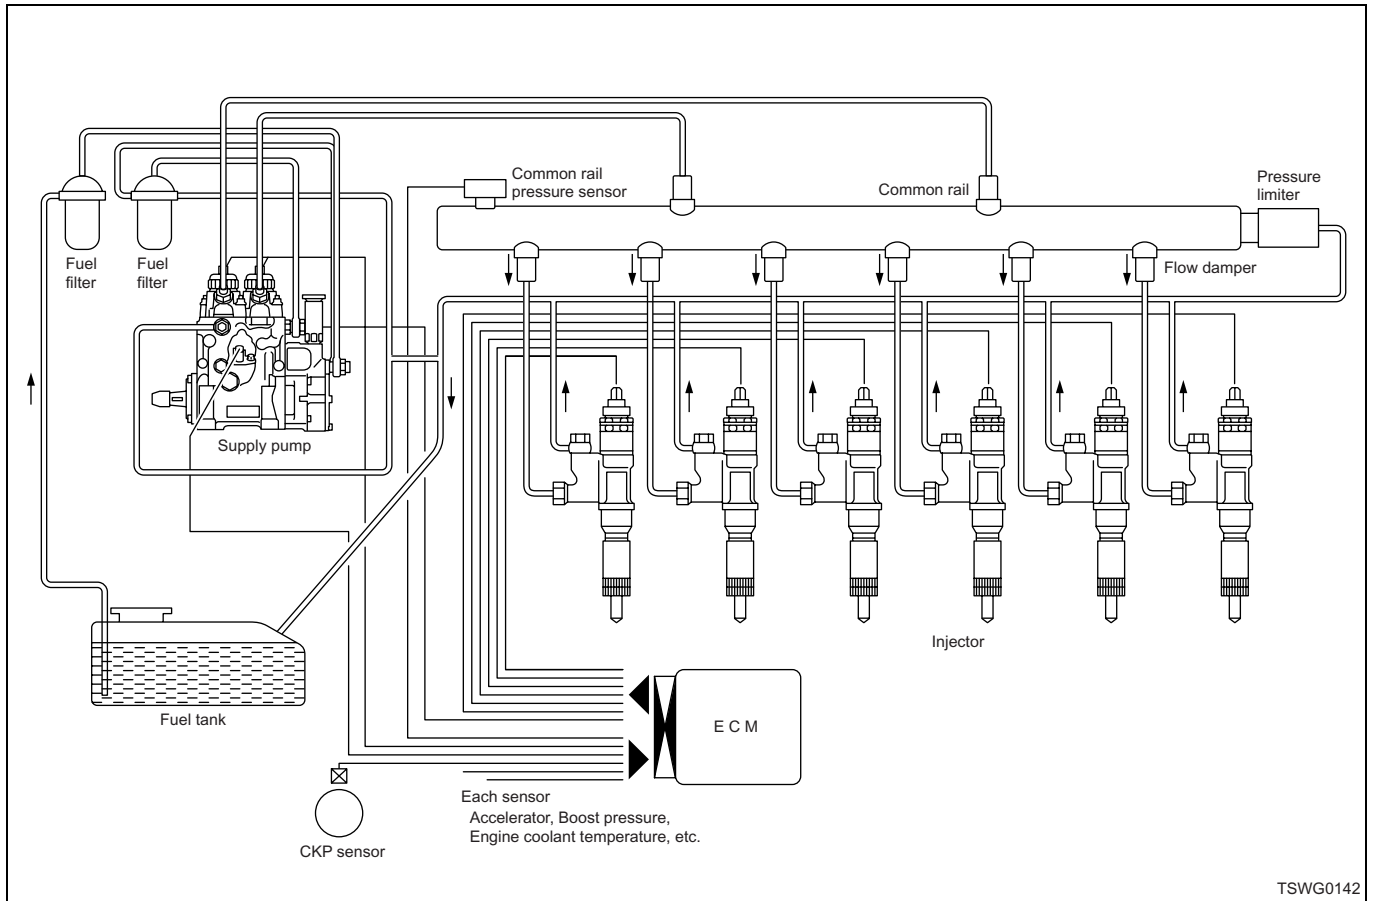 Common rail
pressure sensor
Common rail
Pressure
limiter
Fuel
filter
Fuel
filter
Flow damper
Supply pump
Injector
Fuel tank
E C M
Each sensor
Accelerator, Boost pressure,
Engine coolant temperature, etc.
CKP sensor
TSWG0142